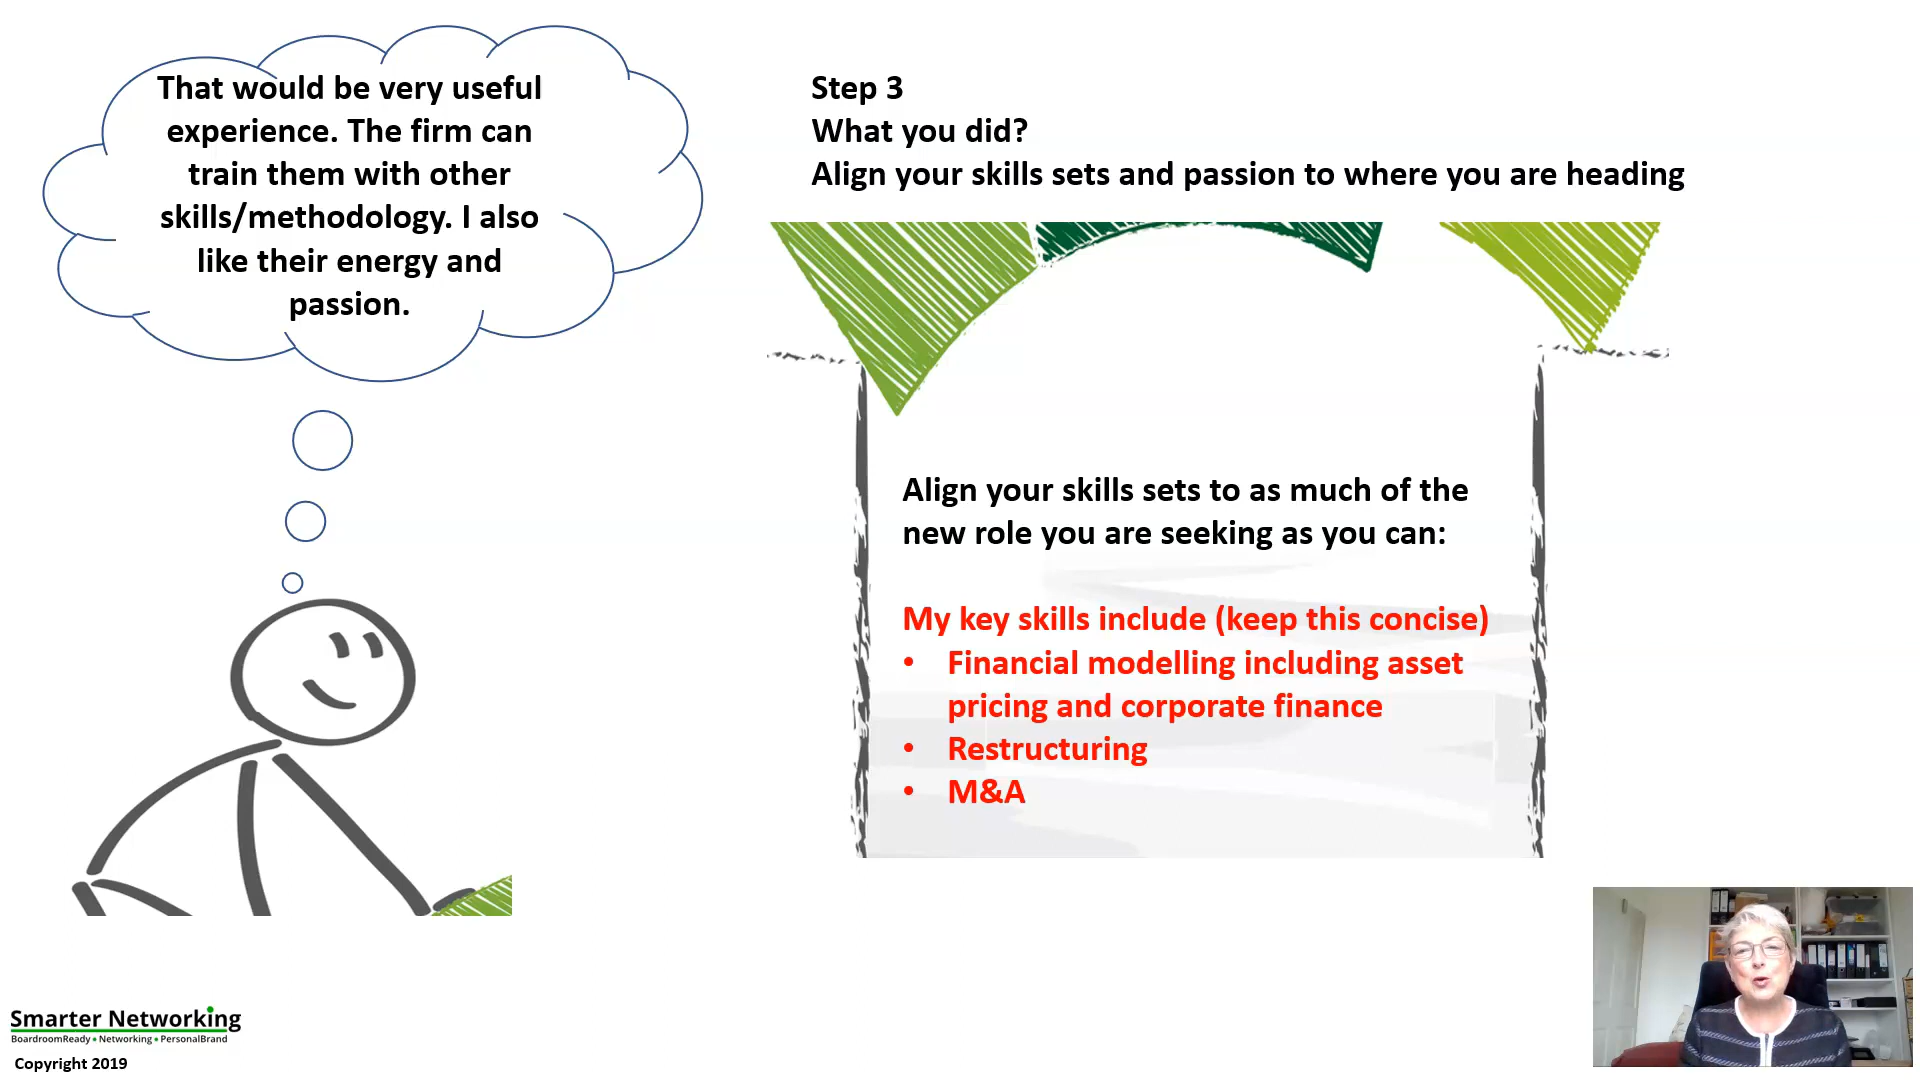 That would be very useful
experience. The firm can
train them with other
skills/methodology. I also
like their energy and
passion.
Step 3
What you did?
Align your skills sets and passion to where you are heading
Align your skills sets to as much of the
new role you are seeking as you can:
My key skills include (keep this concise)
• Financial modelling including asset
pricing and corporate finance
• Restructuring
• M&A
Smarter Networking
BoardroomReady • Networking • PersonalBrand
Copyright 2019